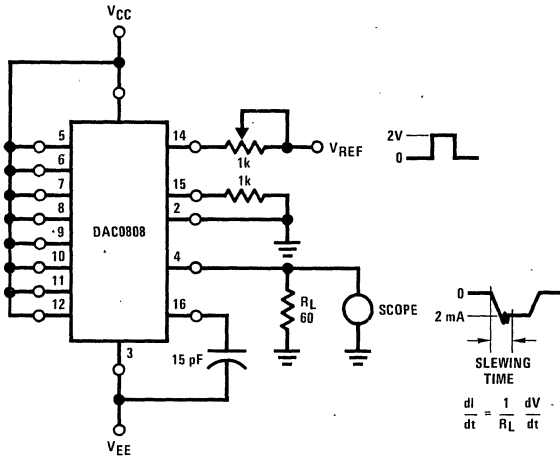 VCC
5
6
7
8
9
10
11
12
DAC0808
14
15
2
4
16
3
1k
VREF
1k
RL
60
SCOPE
15 pF
VEE
2V
0
0
2 mA
SLEWING
TIME
dI/dt = 1/RL dV/dt